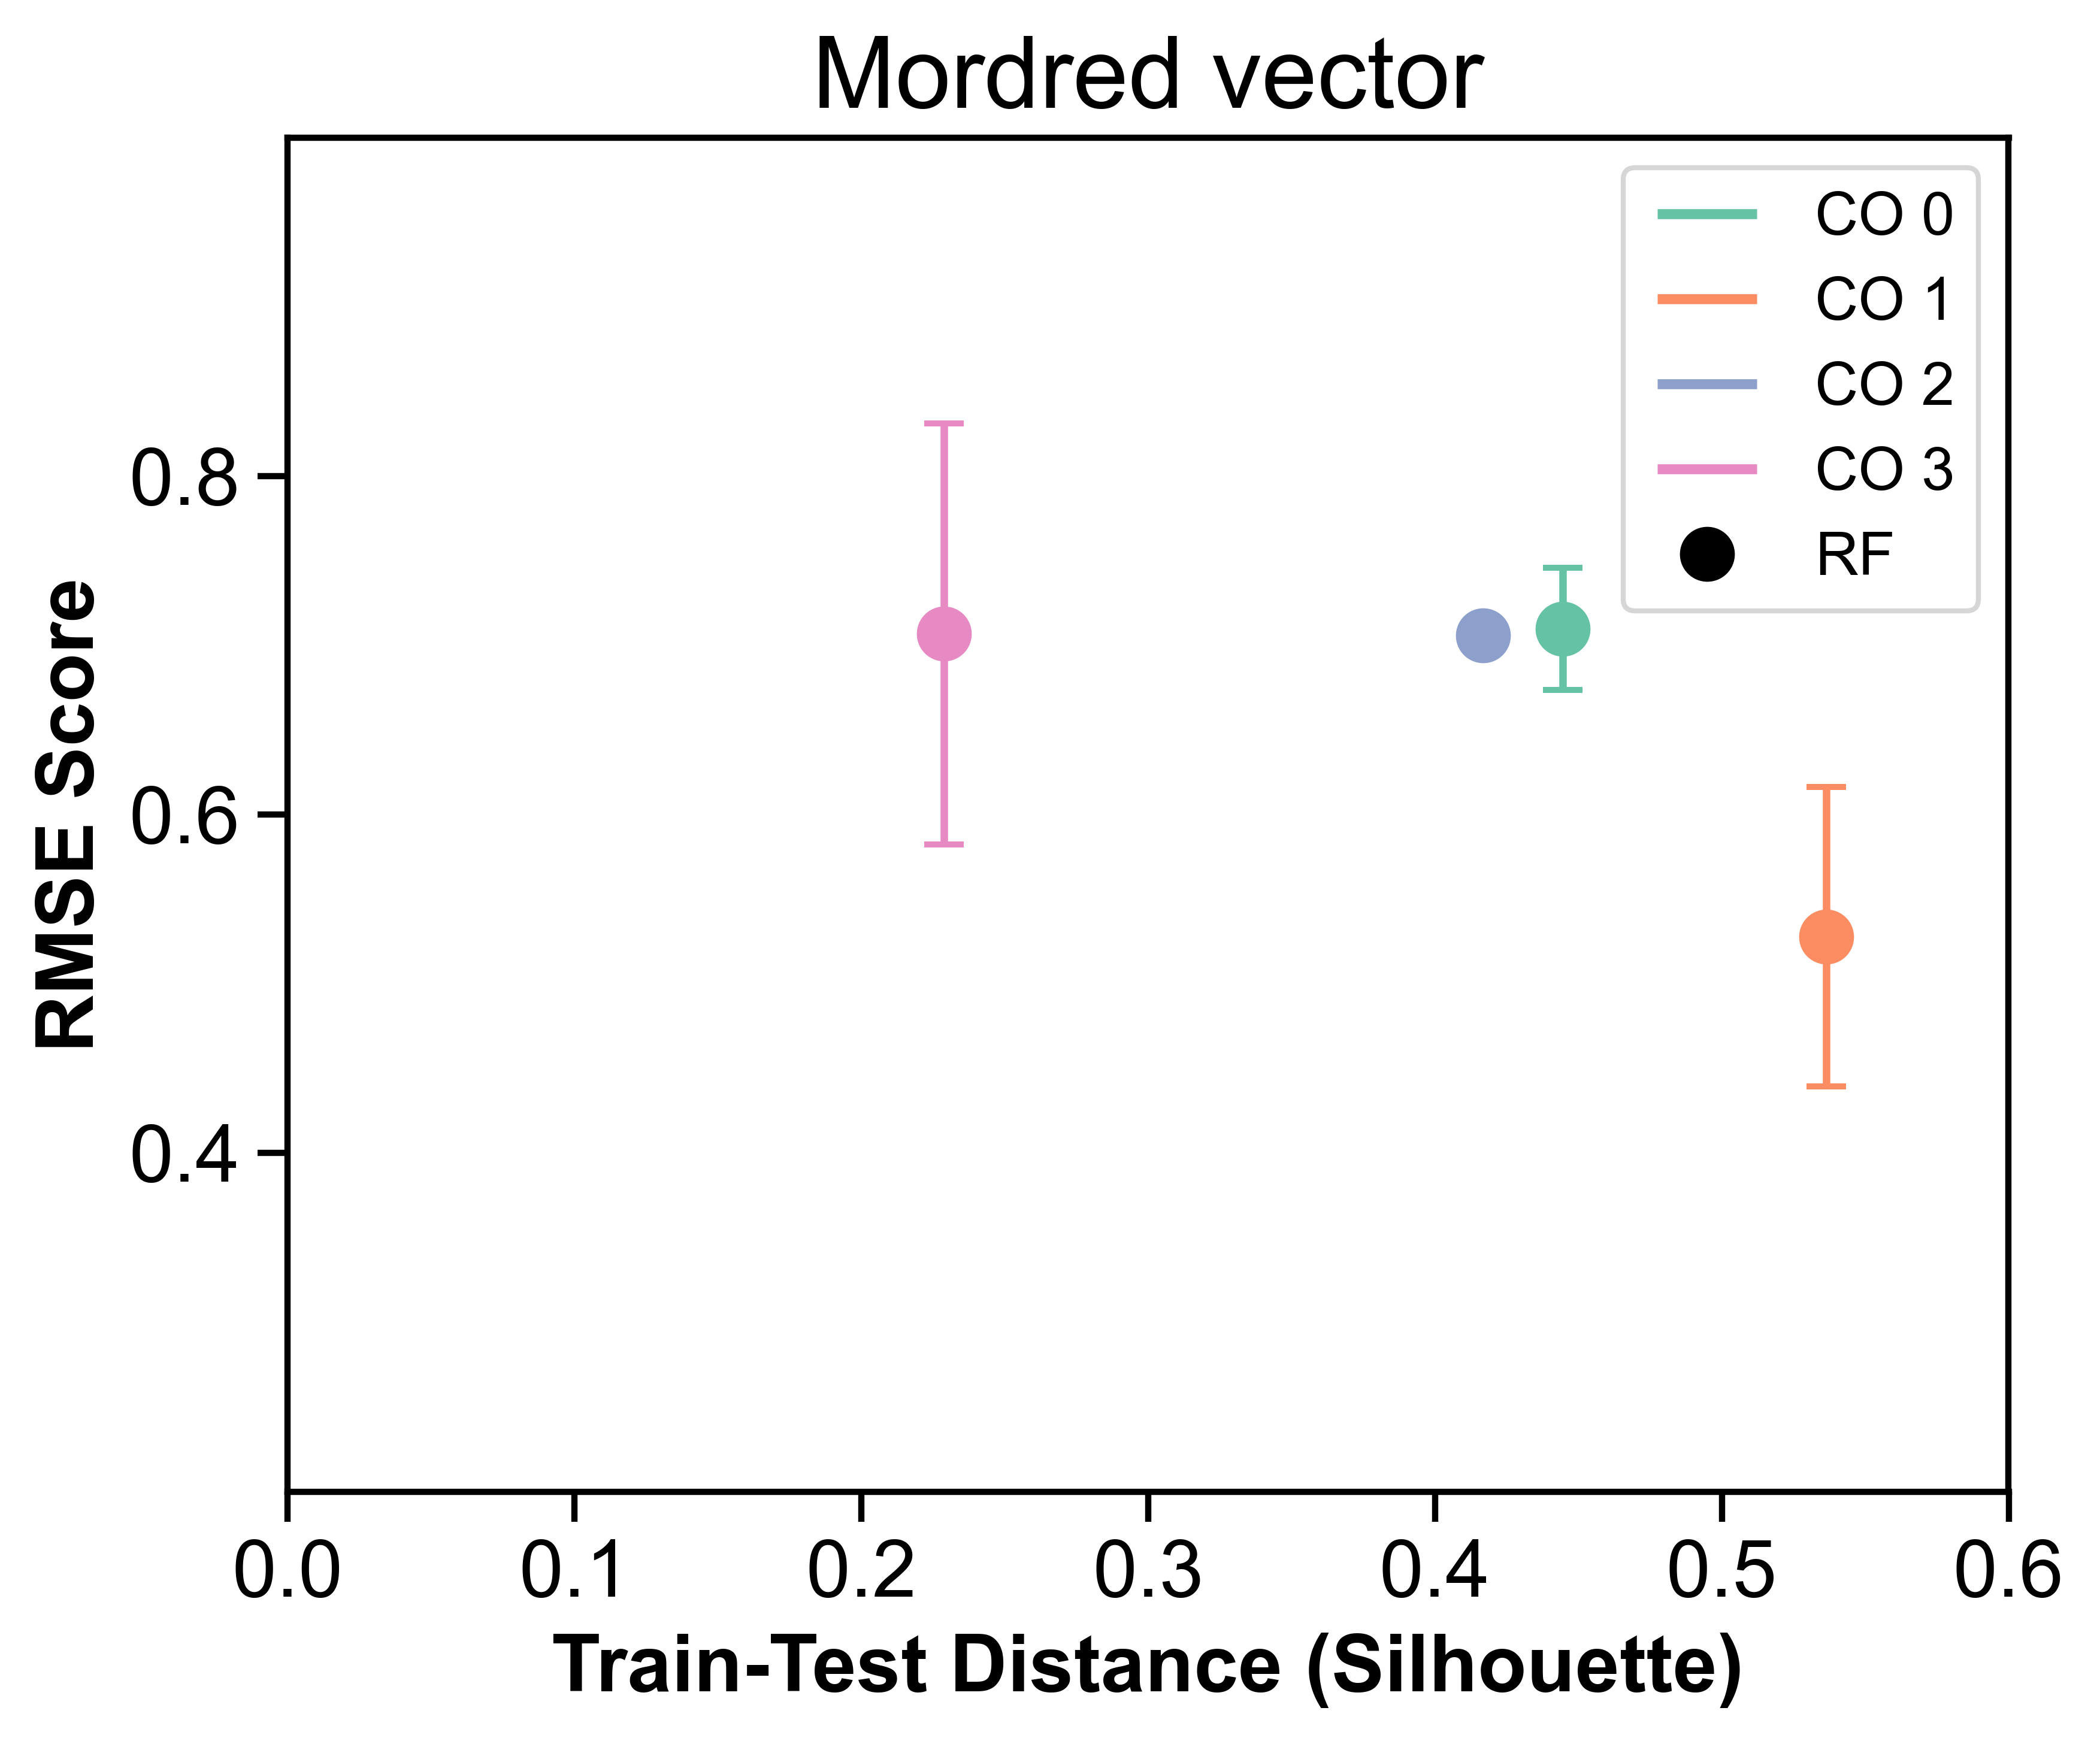 Mordred vector
CO 0
CO 1
CO 2
CO 3
RF
RMSE Score
0.8
0.6
0.4
0.0 0.1 0.2 0.3 0.4 0.5 0.6
Train-Test Distance (Silhouette)